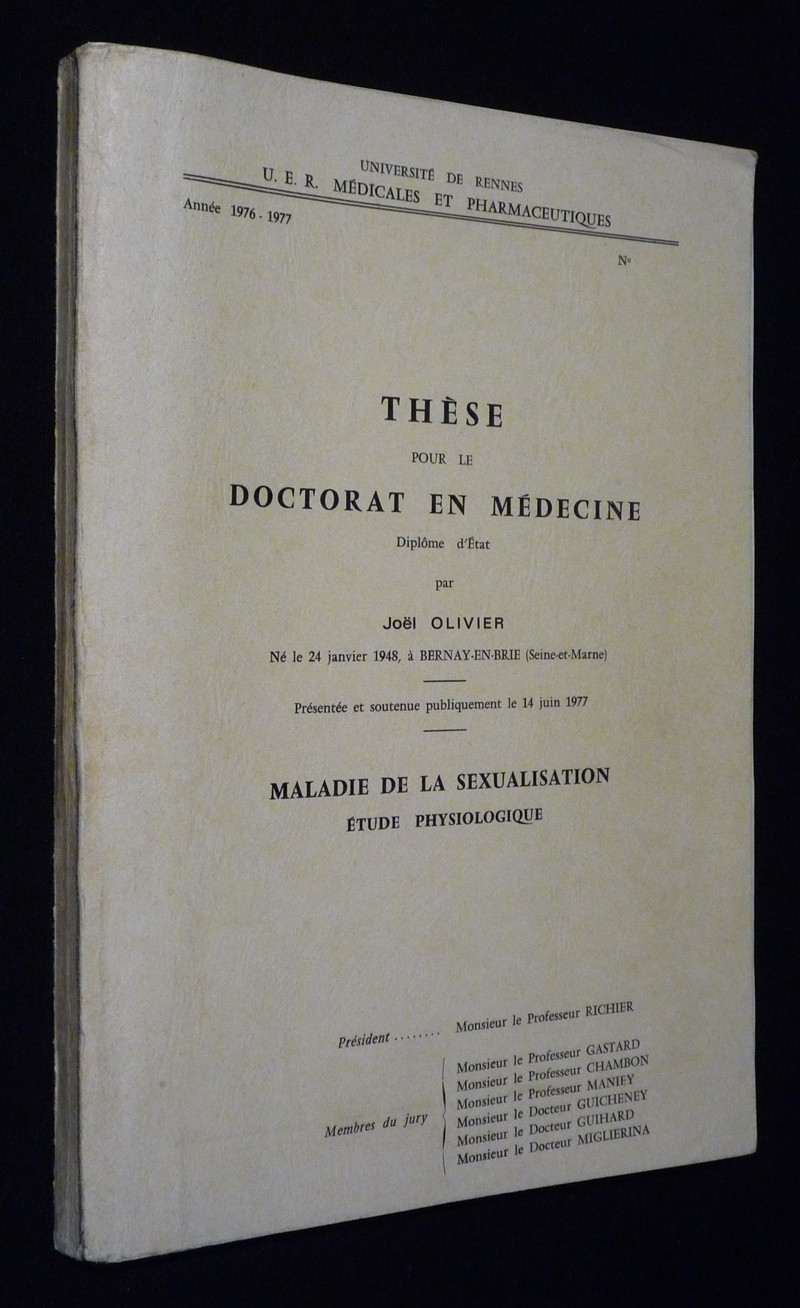 UNIVERSITÉ DE RENNES
U. E. R. MÉDICALES ET PHARMACEUTIQUES
Année 1976 - 1977
N°
THÈSE
POUR LE
DOCTORAT EN MÉDECINE
Diplôme d'État
par
Joël OLIVIER
Né le 24 janvier 1948, à BERNAY-EN-BRIE (Seine-et-Marne)
Présentée et soutenue publiquement le 14 juin 1977
MALADIE DE LA SEXUALISATION
ÉTUDE PHYSIOLOGIQUE
Président ........ Monsieur le Professeur RICHIER
Monsieur le Professeur GASTARD
Monsieur le Professeur CHAMBON
Monsieur le Professeur MANIEY
Membres du jury Monsieur le Docteur GUICHENEY
Monsieur le Docteur GUIHARD
Monsieur le Docteur MIGLIERINA